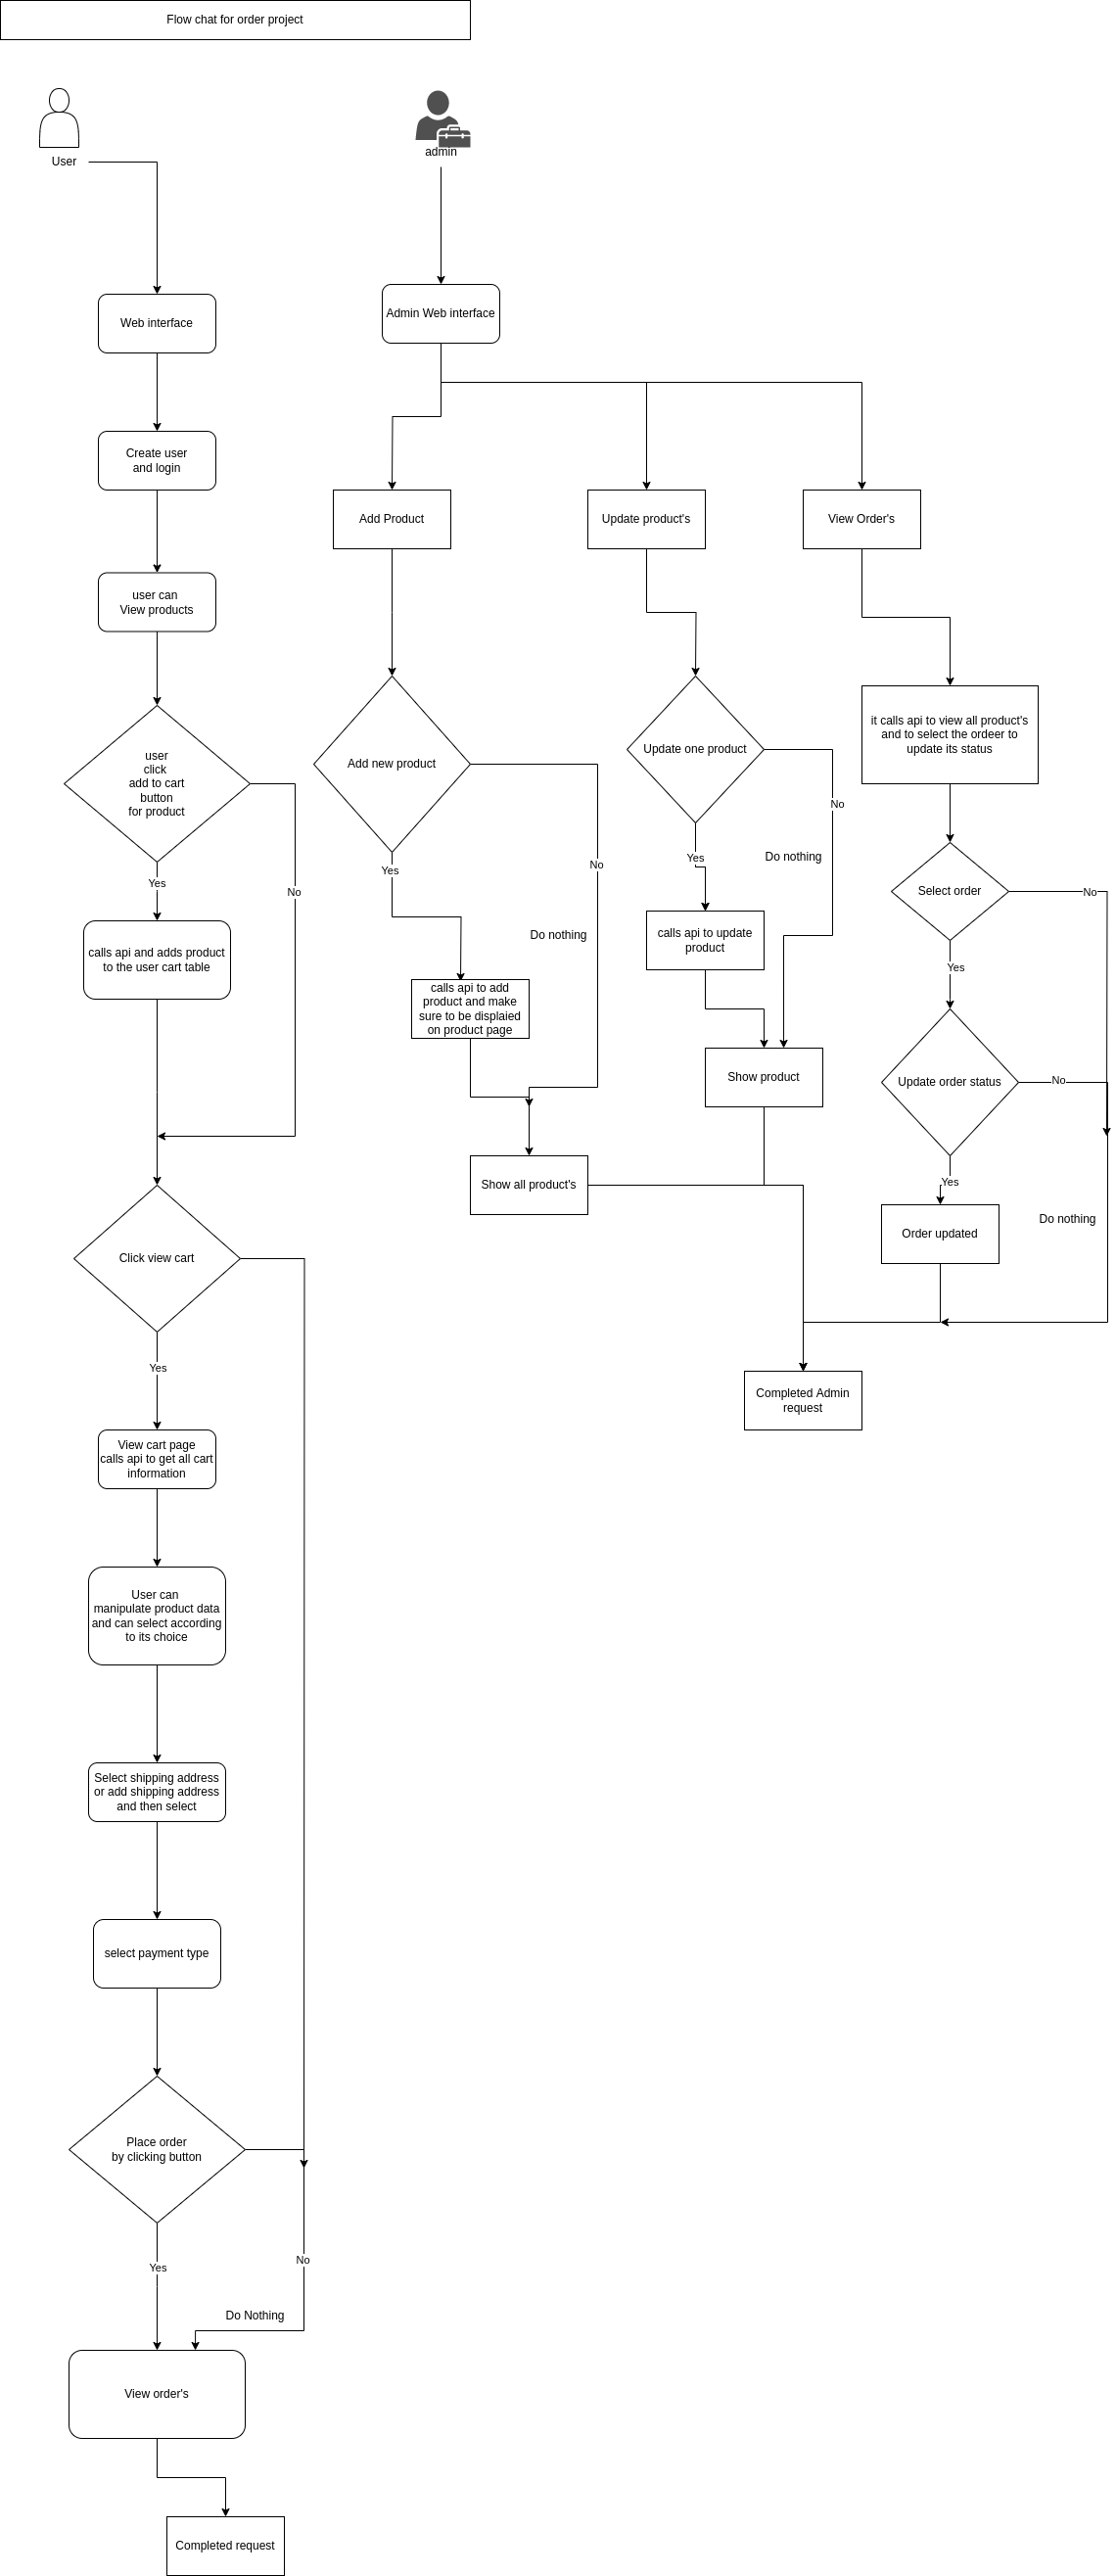 Flow chat for order project
User
admin
Web interface
Create user
and login
user can
View products
user
click
add to cart
button
for product
Yes
No
calls api and adds product
to the user cart table
Click view cart
Yes
View cart page
calls api to get all cart
information
User can
manipulate product data
and can select according
to its choice
Select shipping address
or add shipping address
and then select
select payment type
Place order
by clicking button
Yes
No
Do Nothing
View order's
Completed request
Admin Web interface
Add Product
Update product's
View Order's
Add new product
Yes
No
Do nothing
calls api to add
product and make
sure to be displaied
on product page
Show all product's
Update one product
Yes
No
Do nothing
calls api to update
product
Show product
it calls api to view all product's
and to select the ordeer to
update its status
Select order
No
Yes
Update order status
No
Yes
Do nothing
Order updated
Completed Admin
request